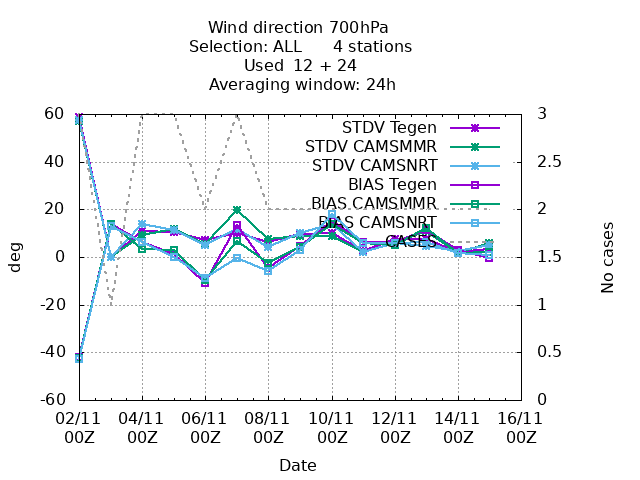 Wind direction 700hPa
Selection: ALL 4 stations
Used 12 + 24
Averaging window: 24h
60 3
STDV Tegen
STDV CAMSMMR
40 2.5
STDV CAMSNRT
BIAS Tegen
BIAS CAMSMMR
20 2
BIAS CAMSNRT
CASES
0 1.5
deg
No cases
-20 1
-40 0.5
-60 0
02/11 04/11 06/11 08/11 10/11 12/11 14/11 16/11
00Z 00Z 00Z 00Z 00Z 00Z 00Z 00Z
Date